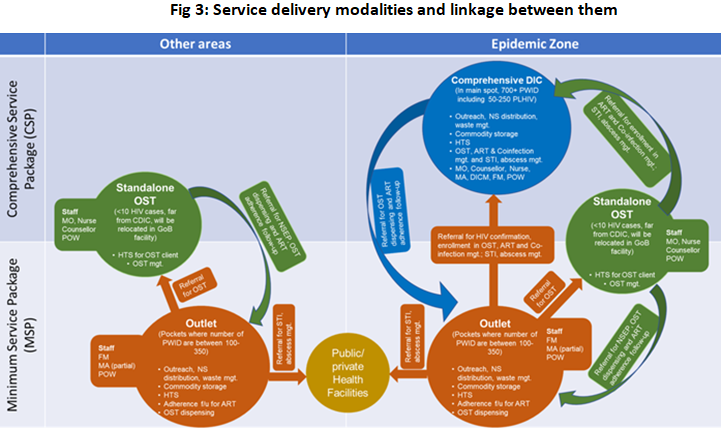 Fig 3: Service delivery modalities and linkage between them
Other areas
Epidemic Zone
Comprehensive Service
Package (CSP)
Minimum Service Package
(MSP)
Standalone
OST
(<10 HIV cases, far
from CDIC, will be
relocated in GoB
facility)
• HTS for OST client
• OST mgt.
Staff
MO, Nurse
Counsellor
POW
Referral for NSEP, OST
dispensing and ART
adherence follow-up
Referral
for OST
Outlet
(Pockets where number of
PWID are between 100-
350)
• Outreach, NS
distribution, waste mgt.
• Commodity storage
• HTS
• Adherence f/u for ART
• OST dispensing
Staff
FM
MA (partial)
POW
Referral for STI,
abscess mgt.
Public/
private
Health
Facilities
Comprehensive DIC
(In main spot, 700+ PWID
including 50-250 PLHIV)
• Outreach, NS distribution,
waste mgt.
• Commodity storage
• HTS
• OST, ART & Coinfection
mgt. and STI, abscess mgt.
• MO, Counsellor, Nurse,
MA, DICM, FM, POW
Referral for OST
dispensing and ART
adherence follow-up
Referral for HIV confirmation,
enrollment in OST, ART and Co-
infection mgt.; STI, abscess mgt.
Referral for enrollment in
ART and Co-infection mgt.;
STI, abscess mgt.
Standalone
OST
(<10 HIV cases, far
from CDIC, will be
relocated in GoB
facility)
• HTS for OST client
• OST mgt.
Staff
MO, Nurse
Counsellor
POW
Referral
for OST
Referral for STI,
abscess mgt.
Outlet
(Pockets where number of
PWID are between 100-
350)
• Outreach, NS
distribution, waste mgt.
• Commodity storage
• HTS
• Adherence f/u for ART
• OST dispensing
Staff
FM
MA (partial)
POW
Referral for NSEP, OST
dispensing and ART
adherence follow-up